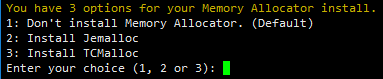 You have 3 options for your Memory Allocator install.
1: Don't install Memory Allocator. (Default)
2: Install Jemalloc
3: Install TCMalloc
Enter your choice (1, 2 or 3):